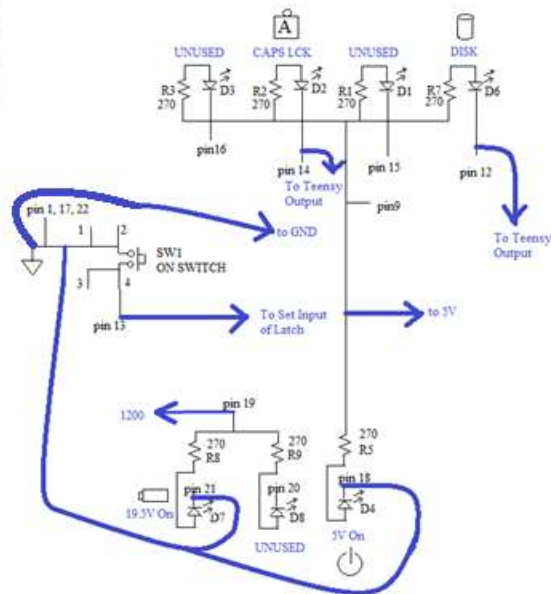 A
UNUSED
CAPS LCK
UNUSED
DISK
R3
270
D3
R2
270
D2
R1
270
D1
R7
270
D6
pin16
pin 14
pin 15
pin 12
To Teensy
Output
pin9
To Teensy
Output
pin 1, 17, 22
1
2
to GND
SW1
ON SWITCH
3
4
pin 13
To Set Input
of Latch
to 5V
1200
pin 19
270
R8
270
R9
270
R5
pin 21
pin 20
pin 18
19.5V On
D7
D8
D4
UNUSED
5V On